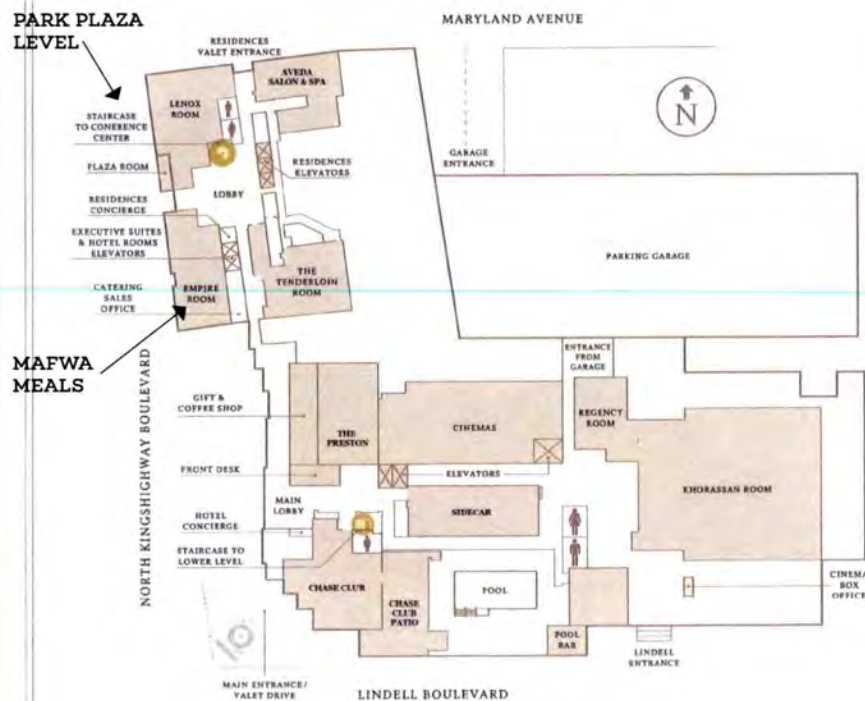 PARK PLAZA
LEVEL
MARYLAND AVENUE
RESIDENCES
VALET ENTRANCE
AVEDA
SALON & SPA
LENOX
ROOM
N
STAIRCASE
TO CONERENCE
CENTER
GARAGE
ENTRANCE
PLAZA ROOM
RESIDENCES
ELEVATORS
LOBBY
RESIDENCES
CONCIERGE
EXECUTIVE SUITES
& HOTEL ROOMS
ELEVATORS
PARKING GARAGE
THE
TENDERLOIN
ROOM
CATERING
SALES
OFFICE
EMPIRE
ROOM
MAFWA
MEALS
NORTH KINGSHIGHWAY BOULEVARD
ENTRANCE
FROM
GARAGE
GIFT &
COFFEE SHOP
THE
PRESTON
CINEMAS
REGENCY
ROOM
FRONT DESK
ELEVATORS
KHORASSAN ROOM
MAIN
LOBBY
SIDECAR
HOTEL
CONCIERGE
STAIRCASE TO
LOWER LEVEL
CHASE CLUB
CHASE
CLUB
PATIO
POOL
CINEMA
BOX
OFFICE
POOL
BAR
LINDELL
ENTRANCE
MAIN ENTRANCE/
VALET DRIVE
LINDELL BOULEVARD